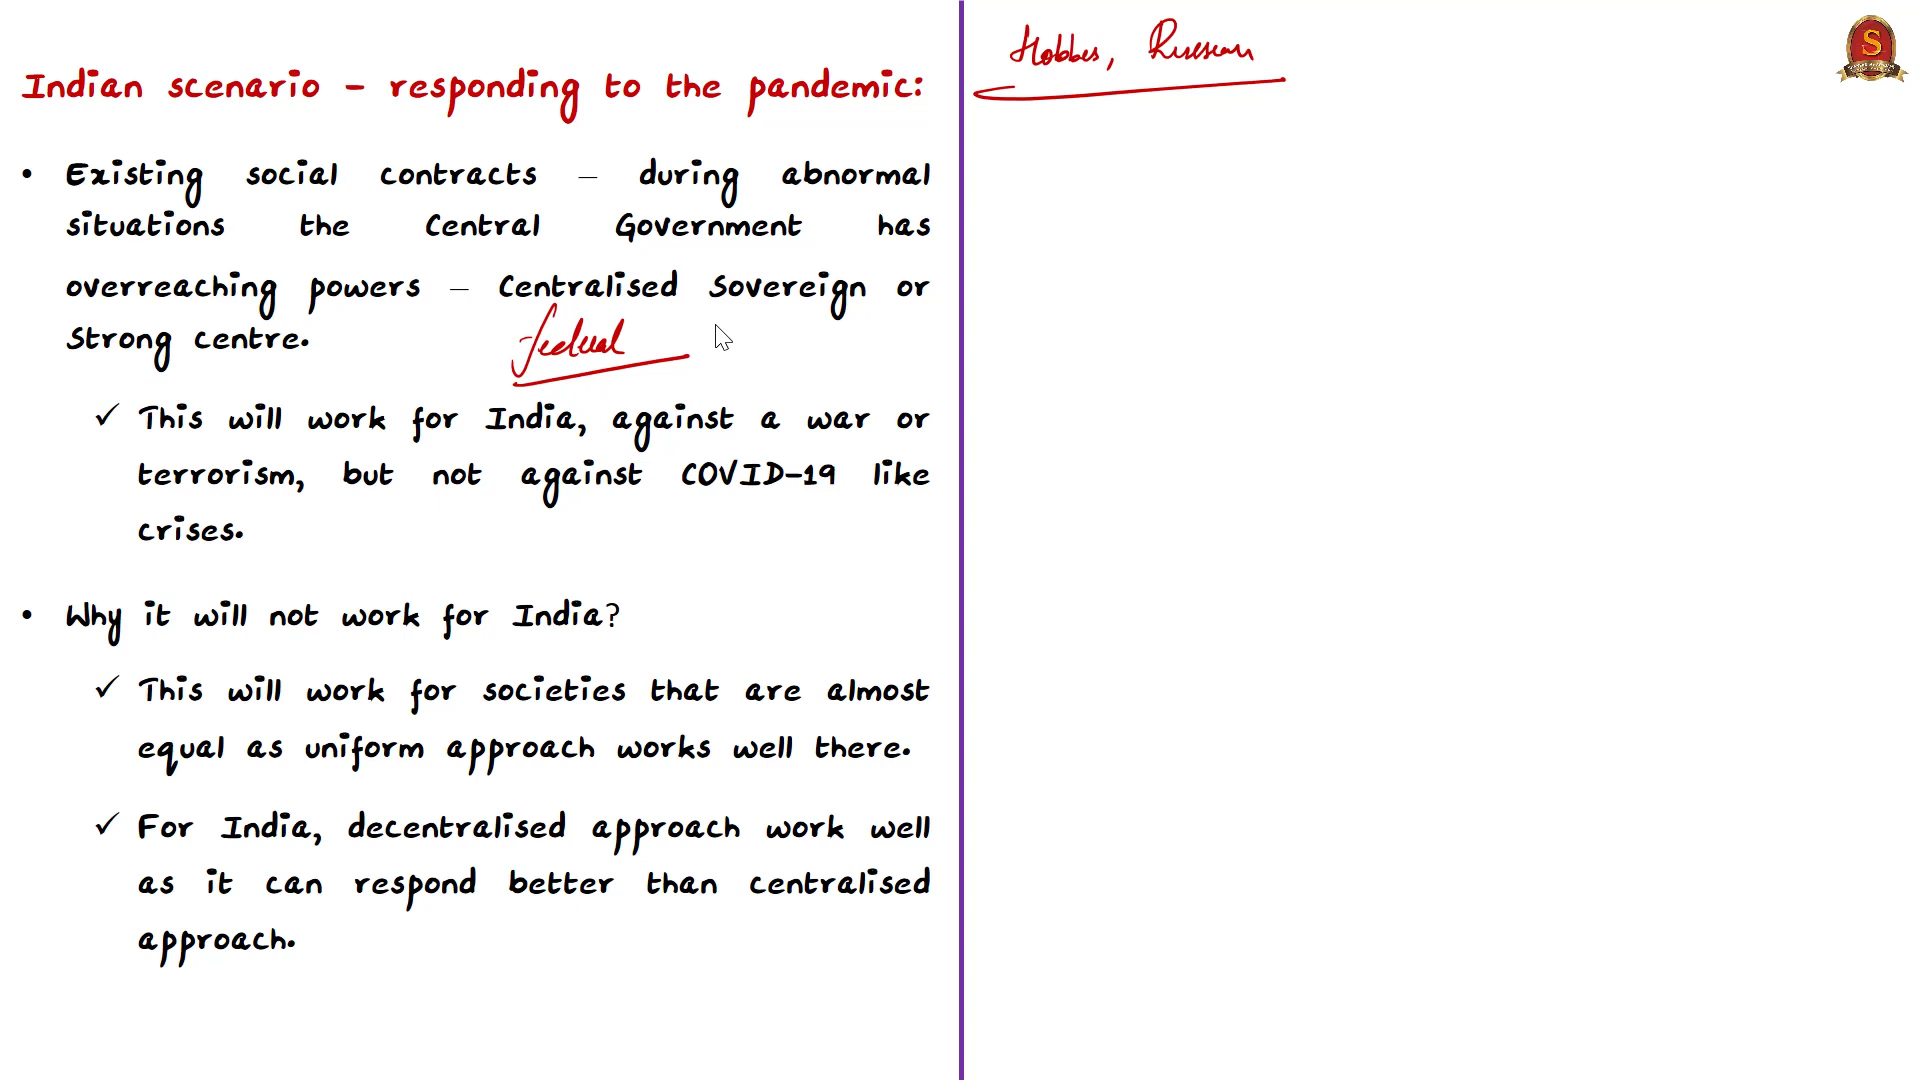 Indian scenario – responding to the pandemic:
• Existing social contracts – during abnormal
situations the Central Government has
overreaching powers – Centralised Sovereign or
Strong centre.
federal
✓ This will work for India, against a war or
terrorism, but not against COVID-19 like
crises.
• Why it will not work for India?
✓ This will work for societies that are almost
equal as uniform approach works well there.
✓ For India, decentralised approach work well
as it can respond better than centralised
approach.
Hobbes,
S